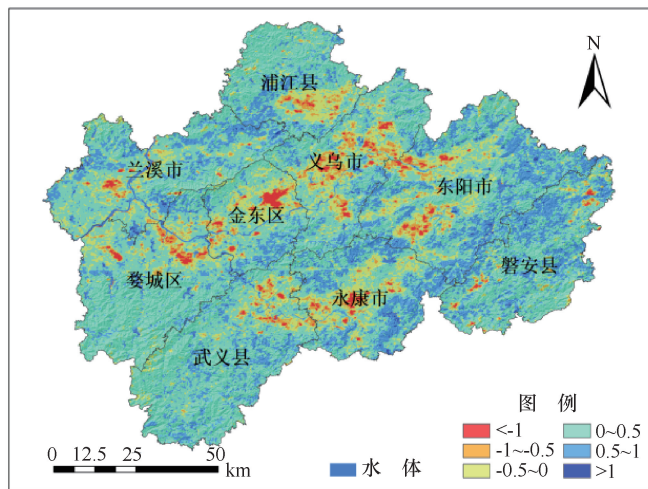 N
浦江县
兰溪市
义乌市
东阳市
金东区
磐安县
婺城区
永康市
武义县
图 例
<-1
0~0.5
-1~-0.5
0.5~1
-0.5~0
>1
水 体
0 12.5 25 50
km